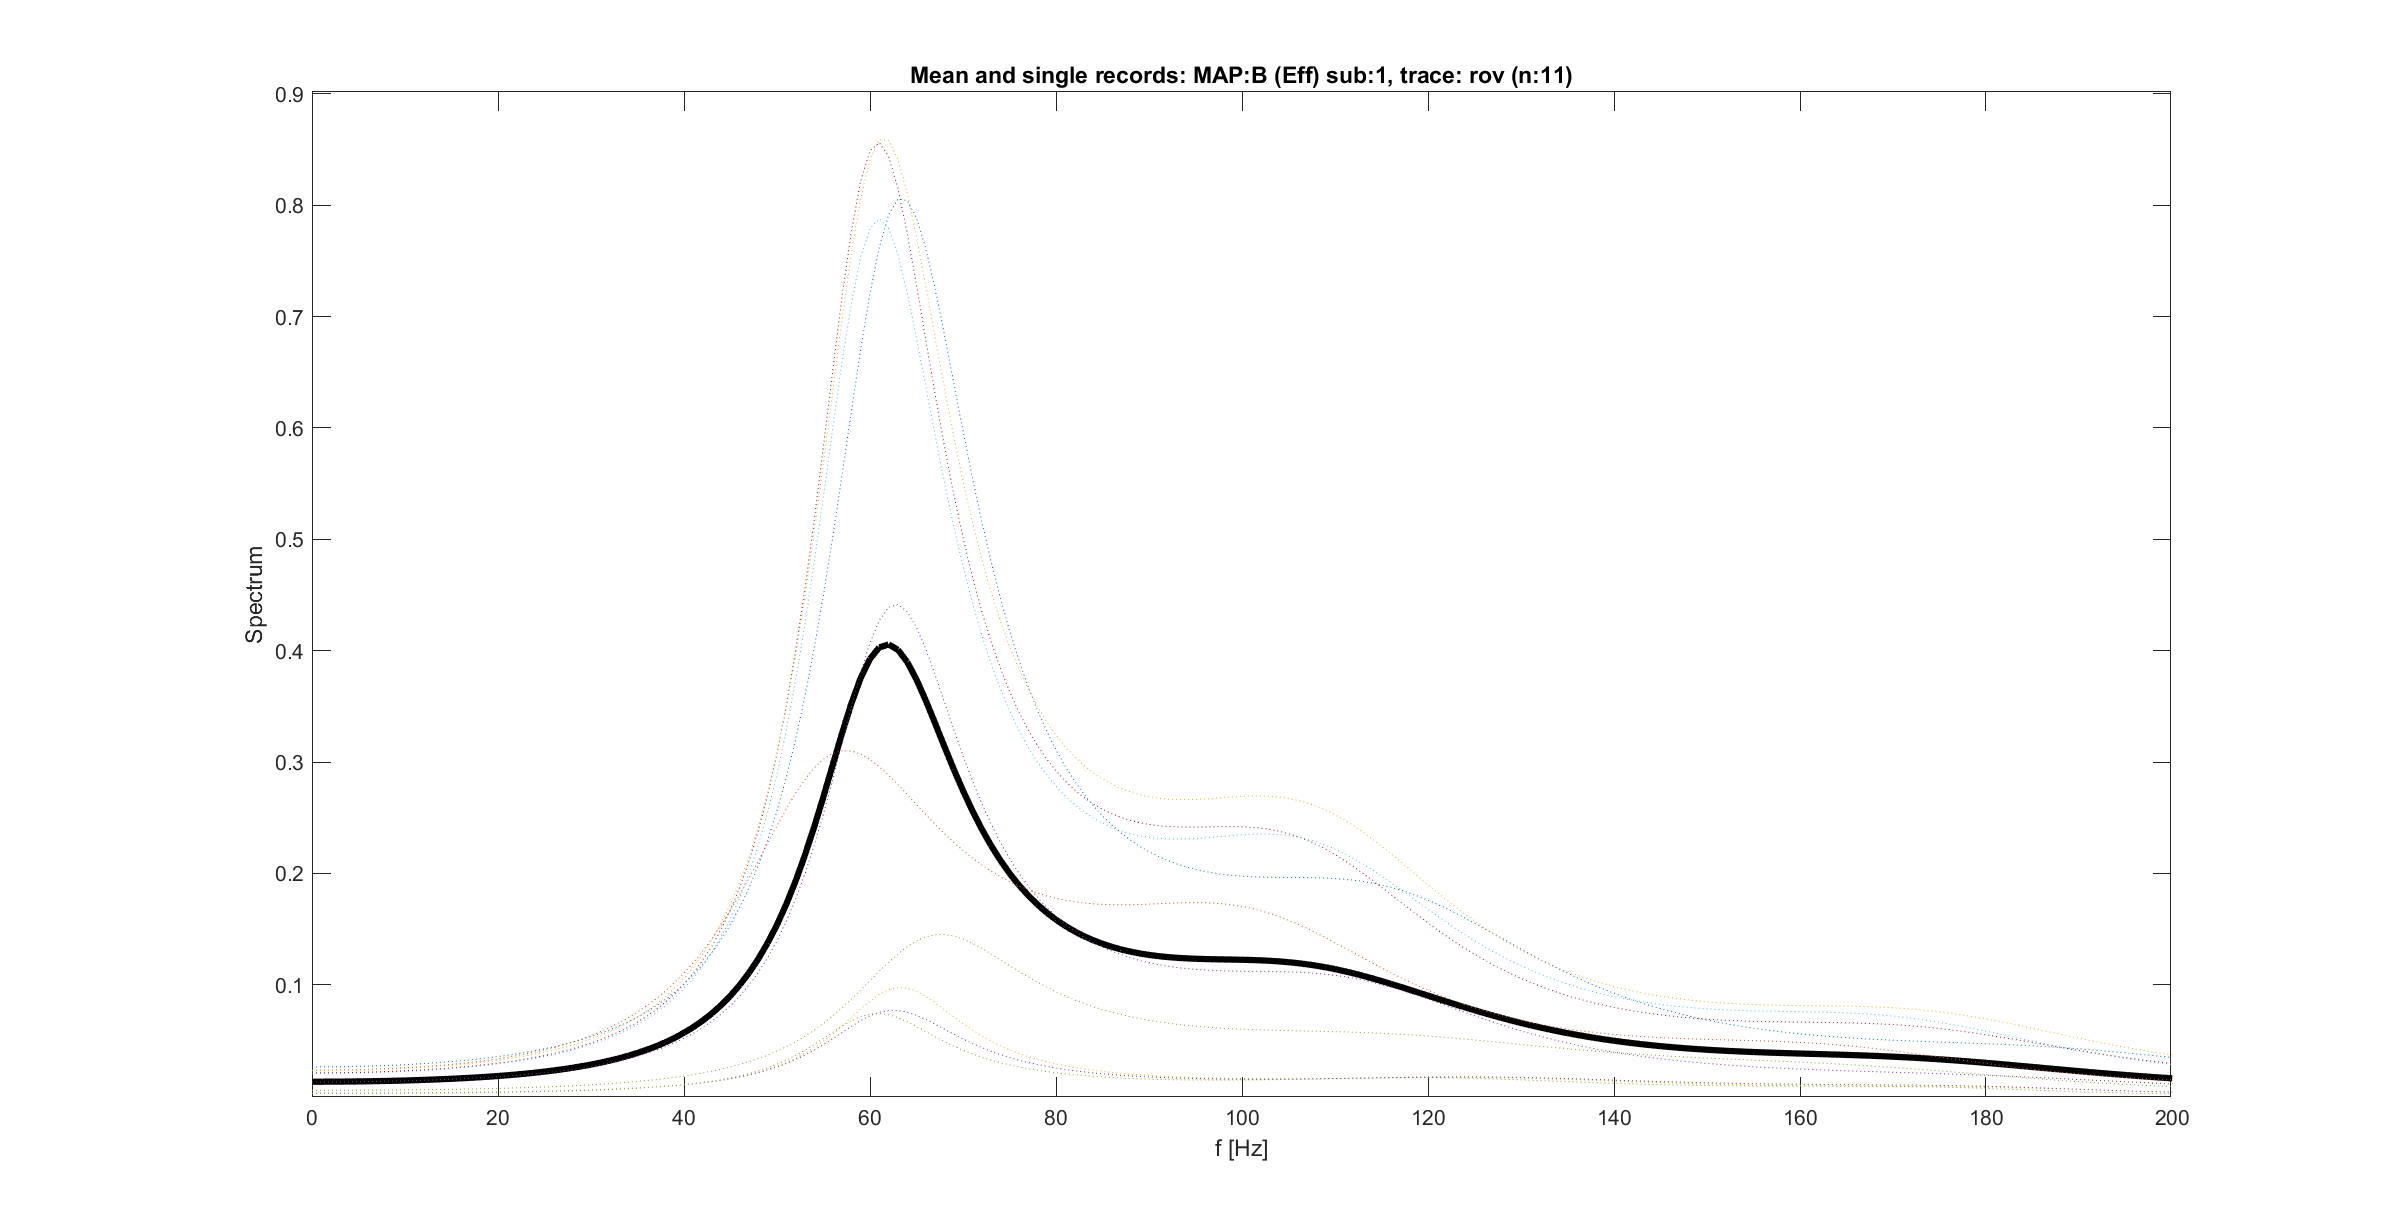 Mean and single records: MAP:B (Eff) sub:1, trace: rov (n:11)
0.9
0.8
0.7
0.6
0.5
0.4
0.3
0.2
0.1
Spectrum
0 20 40 60 80 100 120 140 160 180 200
f [Hz]